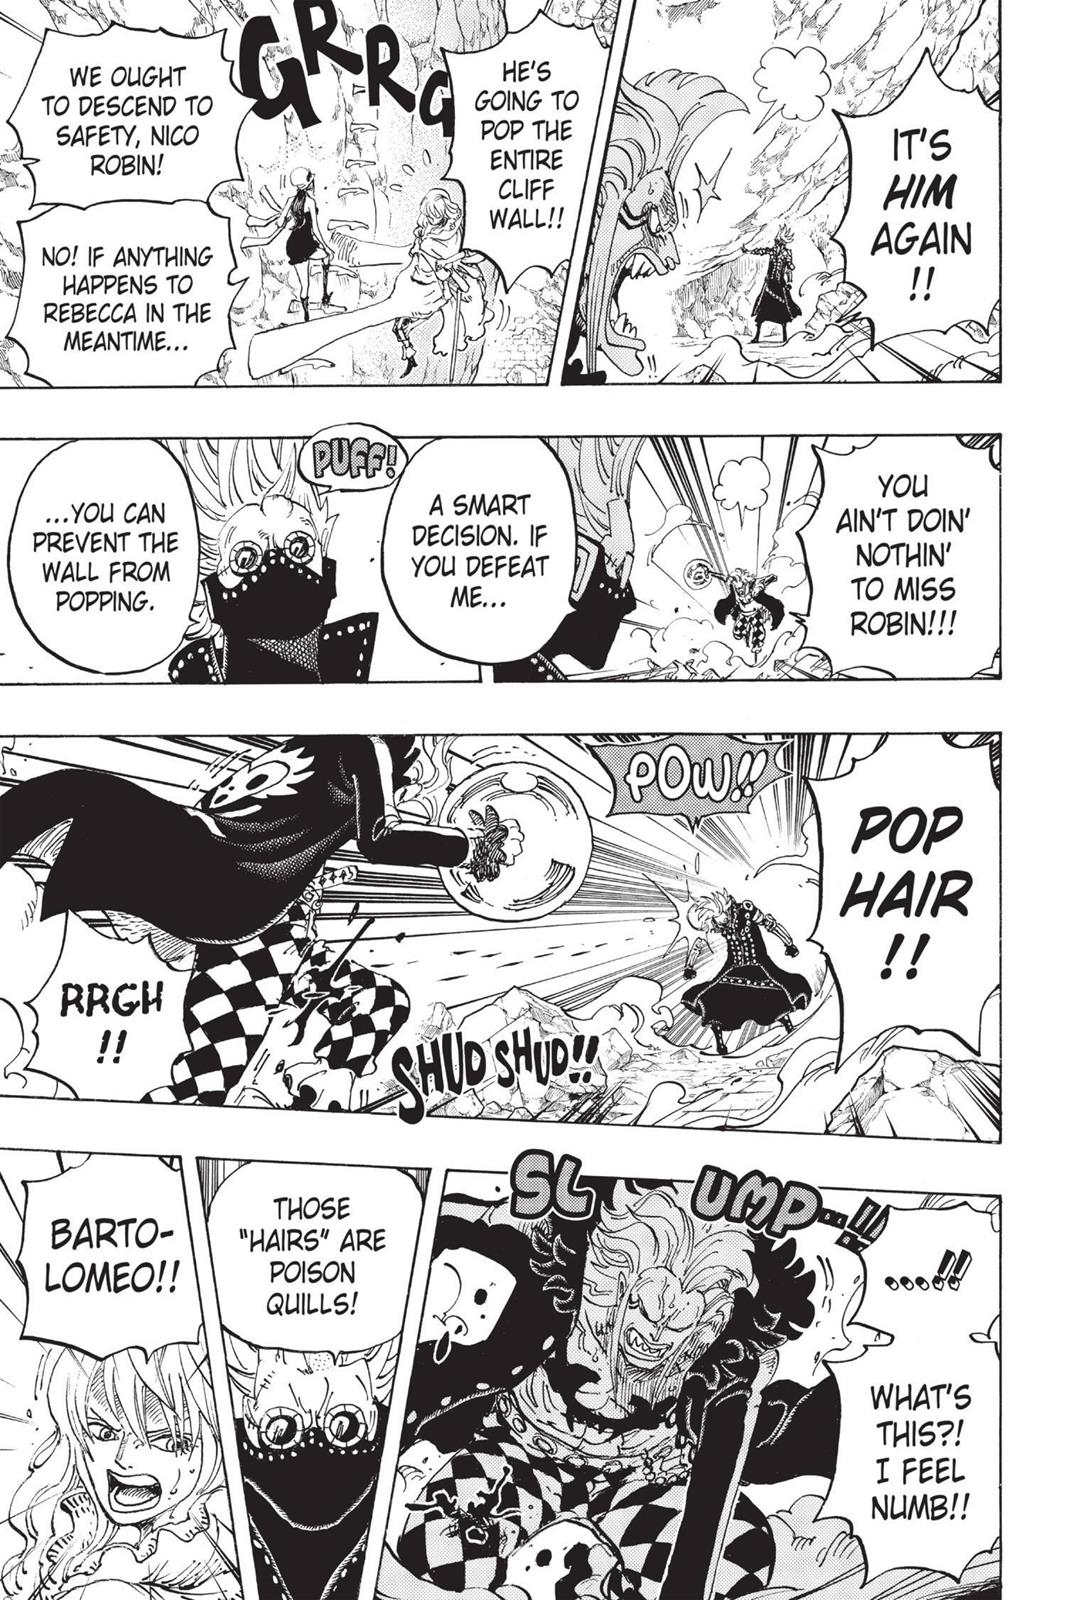 IT'S
HIM
AGAIN
!!
HE'S
GOING TO
POP THE
ENTIRE
CLIFF
WALL!!
GRRG
WE OUGHT
TO DESCEND TO
SAFETY, NICO
ROBIN!
NO! IF ANYTHING
HAPPENS TO
REBECCA IN THE
MEANTIME...
YOU
AIN'T DOIN'
NOTHIN'
TO MISS
ROBIN!!!
A SMART
DECISION. IF
YOU DEFEAT
ME...
PUFF!
...YOU CAN
PREVENT THE
WALL FROM
POPPING.
POP
HAIR
!!
POW!!
SHUD SHUD!!
RRGH
!!
....!!
SLUMP...!!
WHAT'S
THIS?!
I FEEL
NUMB!!
THOSE
"HAIRS" ARE
POISON
QUILLS!
BARTO-
LOMEO!!